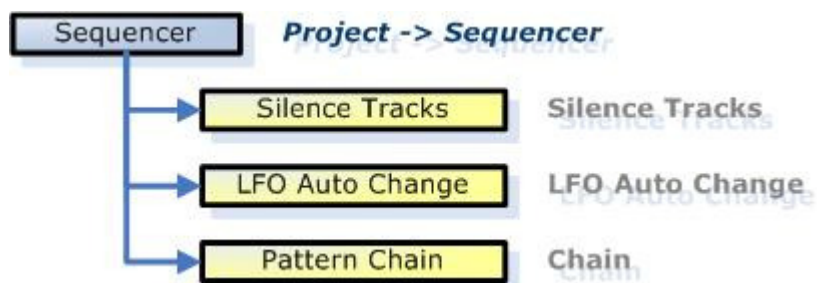 Sequencer Project -> Sequencer
Silence Tracks Silence Tracks
LFO Auto Change LFO Auto Change
Pattern Chain Chain